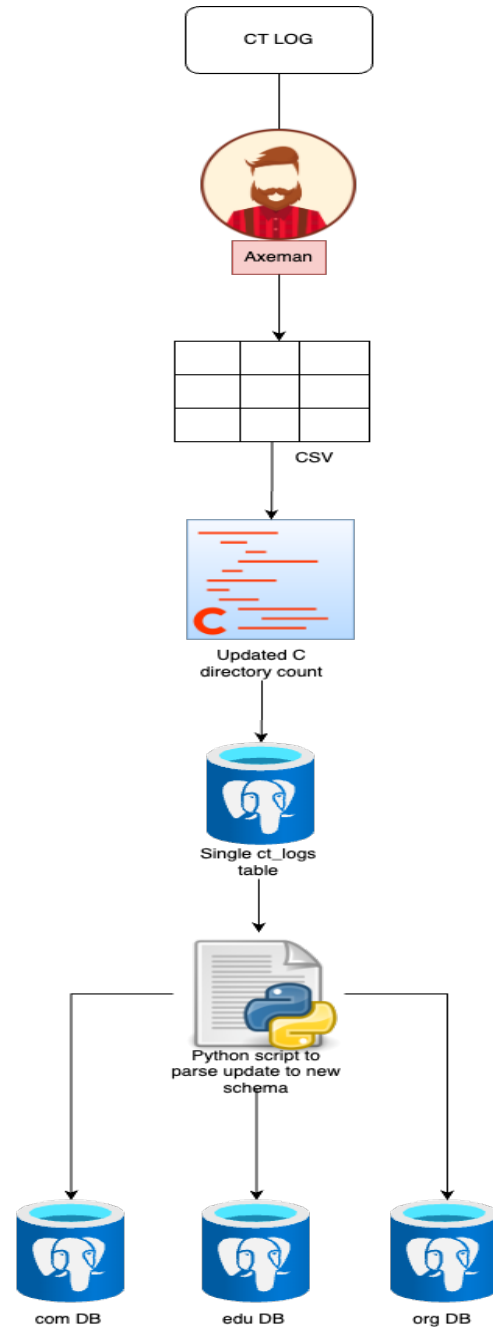 CT LOG
Axeman
CSV
C
Updated C
directory count
Single ct_logs
table
Python script to
parse update to new
schema
com DB
edu DB
org DB